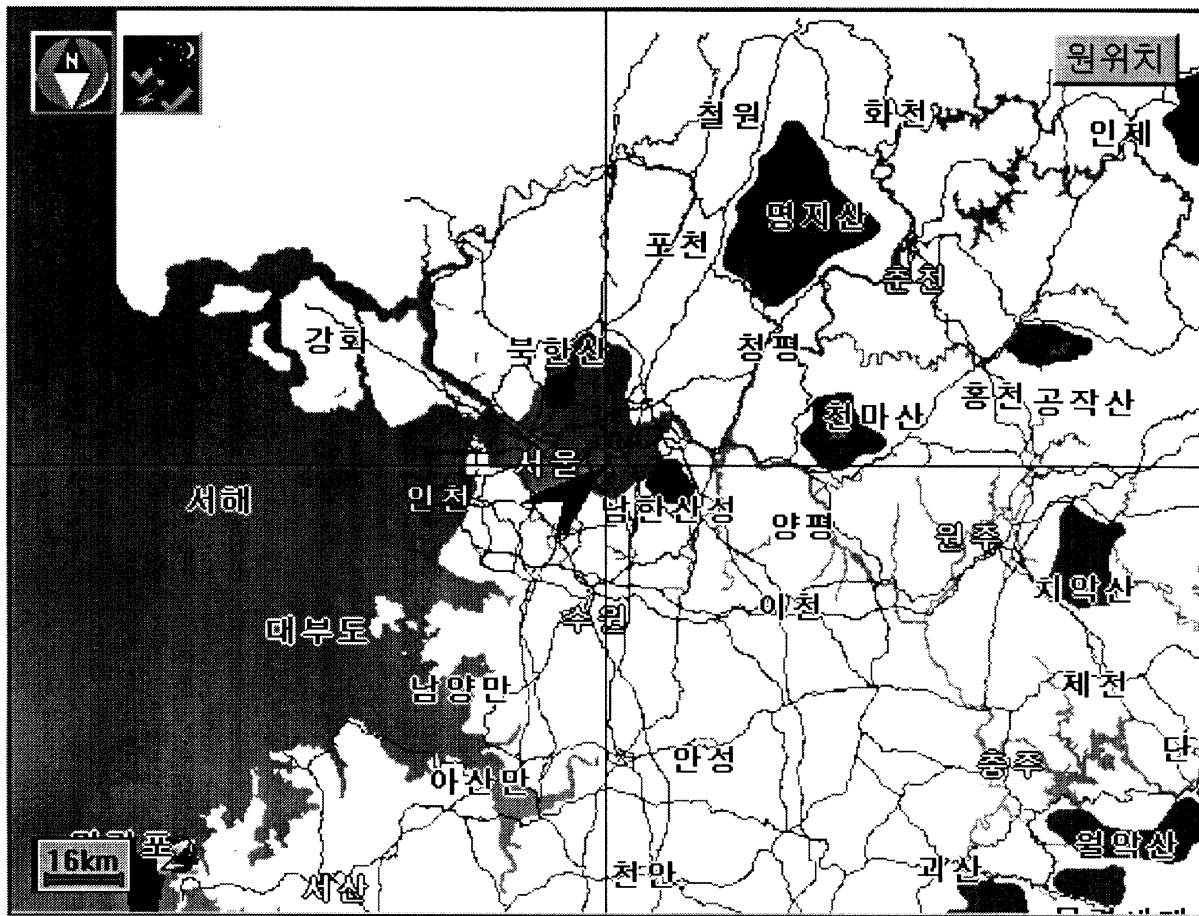 N
원위치
철원
화천
인제
명지산
포천
춘천
강화
북한산
청평
천마산
홍천
공작산
서울
서해
인천
남한산성
양평
원주
치악산
대부도
수원
이천
남양만
제천
안성
충주
단
아산만
월악산
16km
서산
천안
괴산